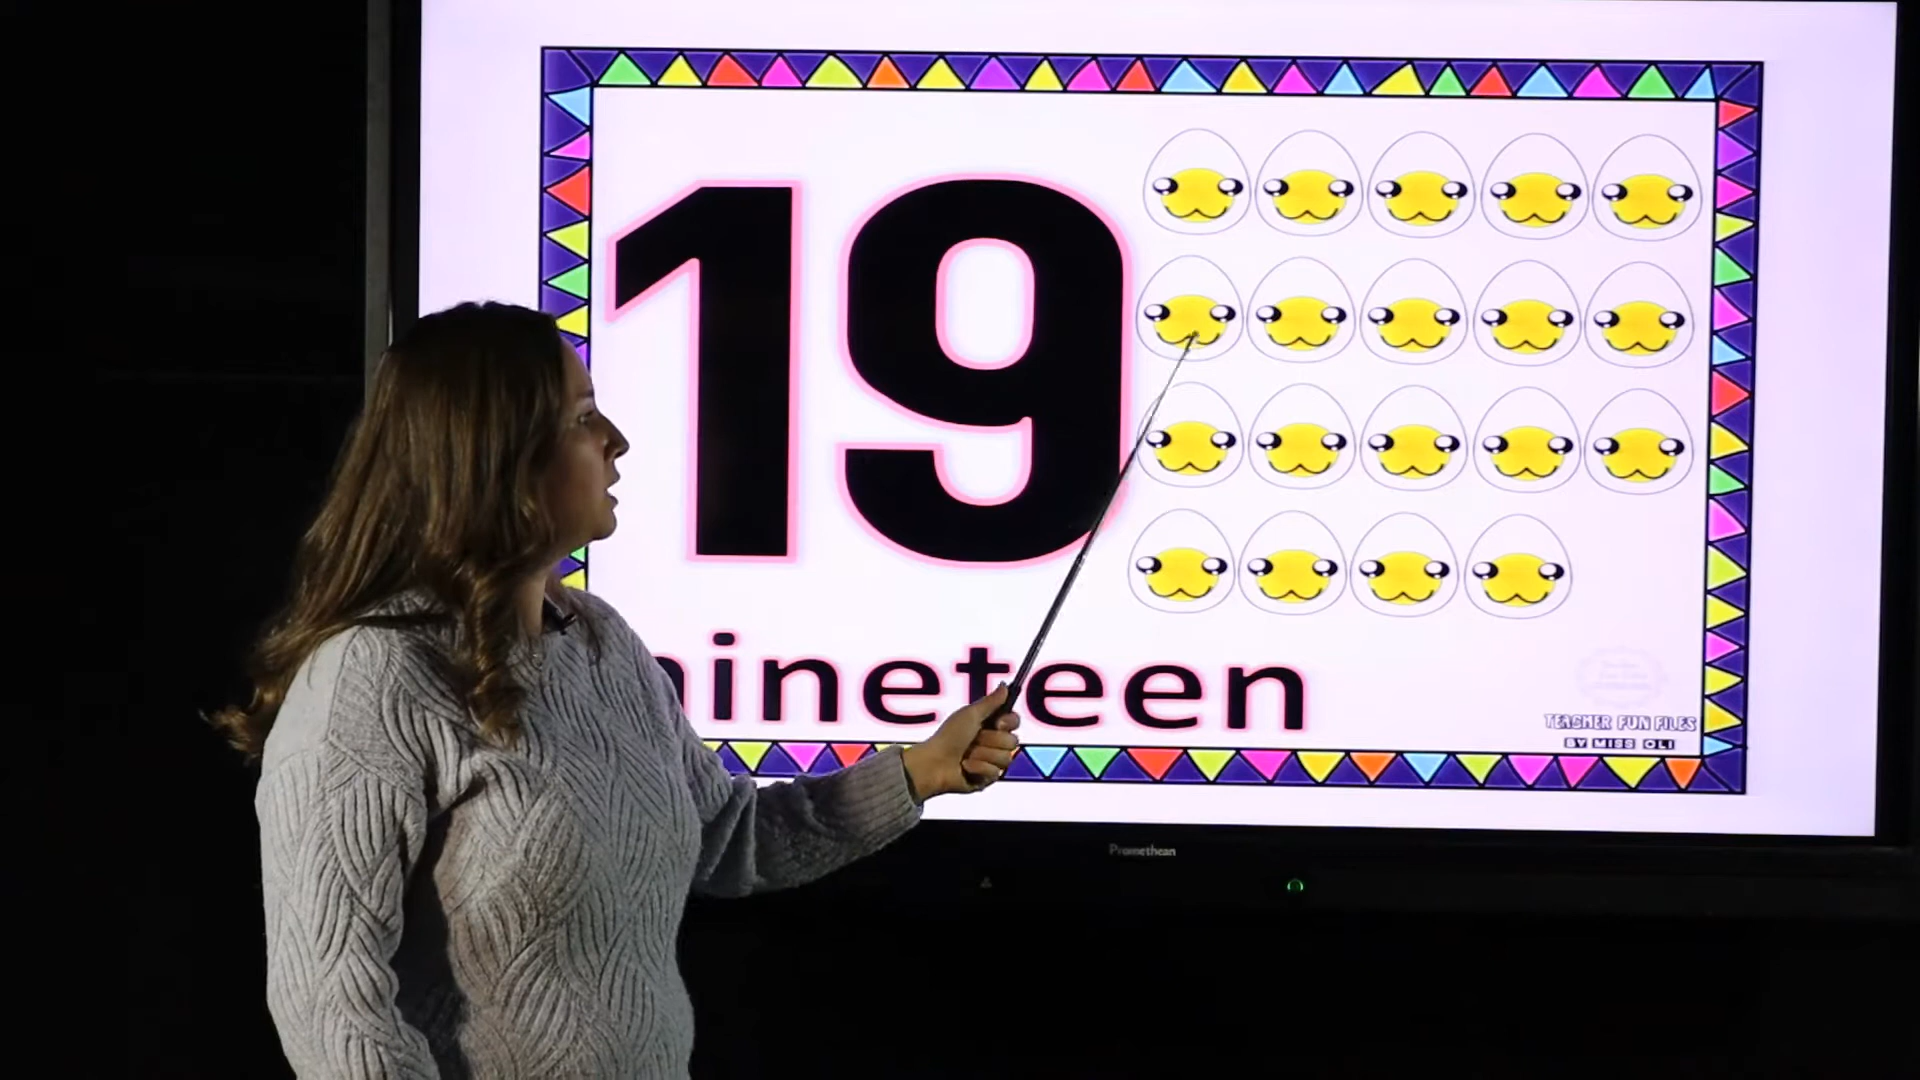 19
nineteen
TEACHER FUN FILES
BY MISS OLI
Promethean